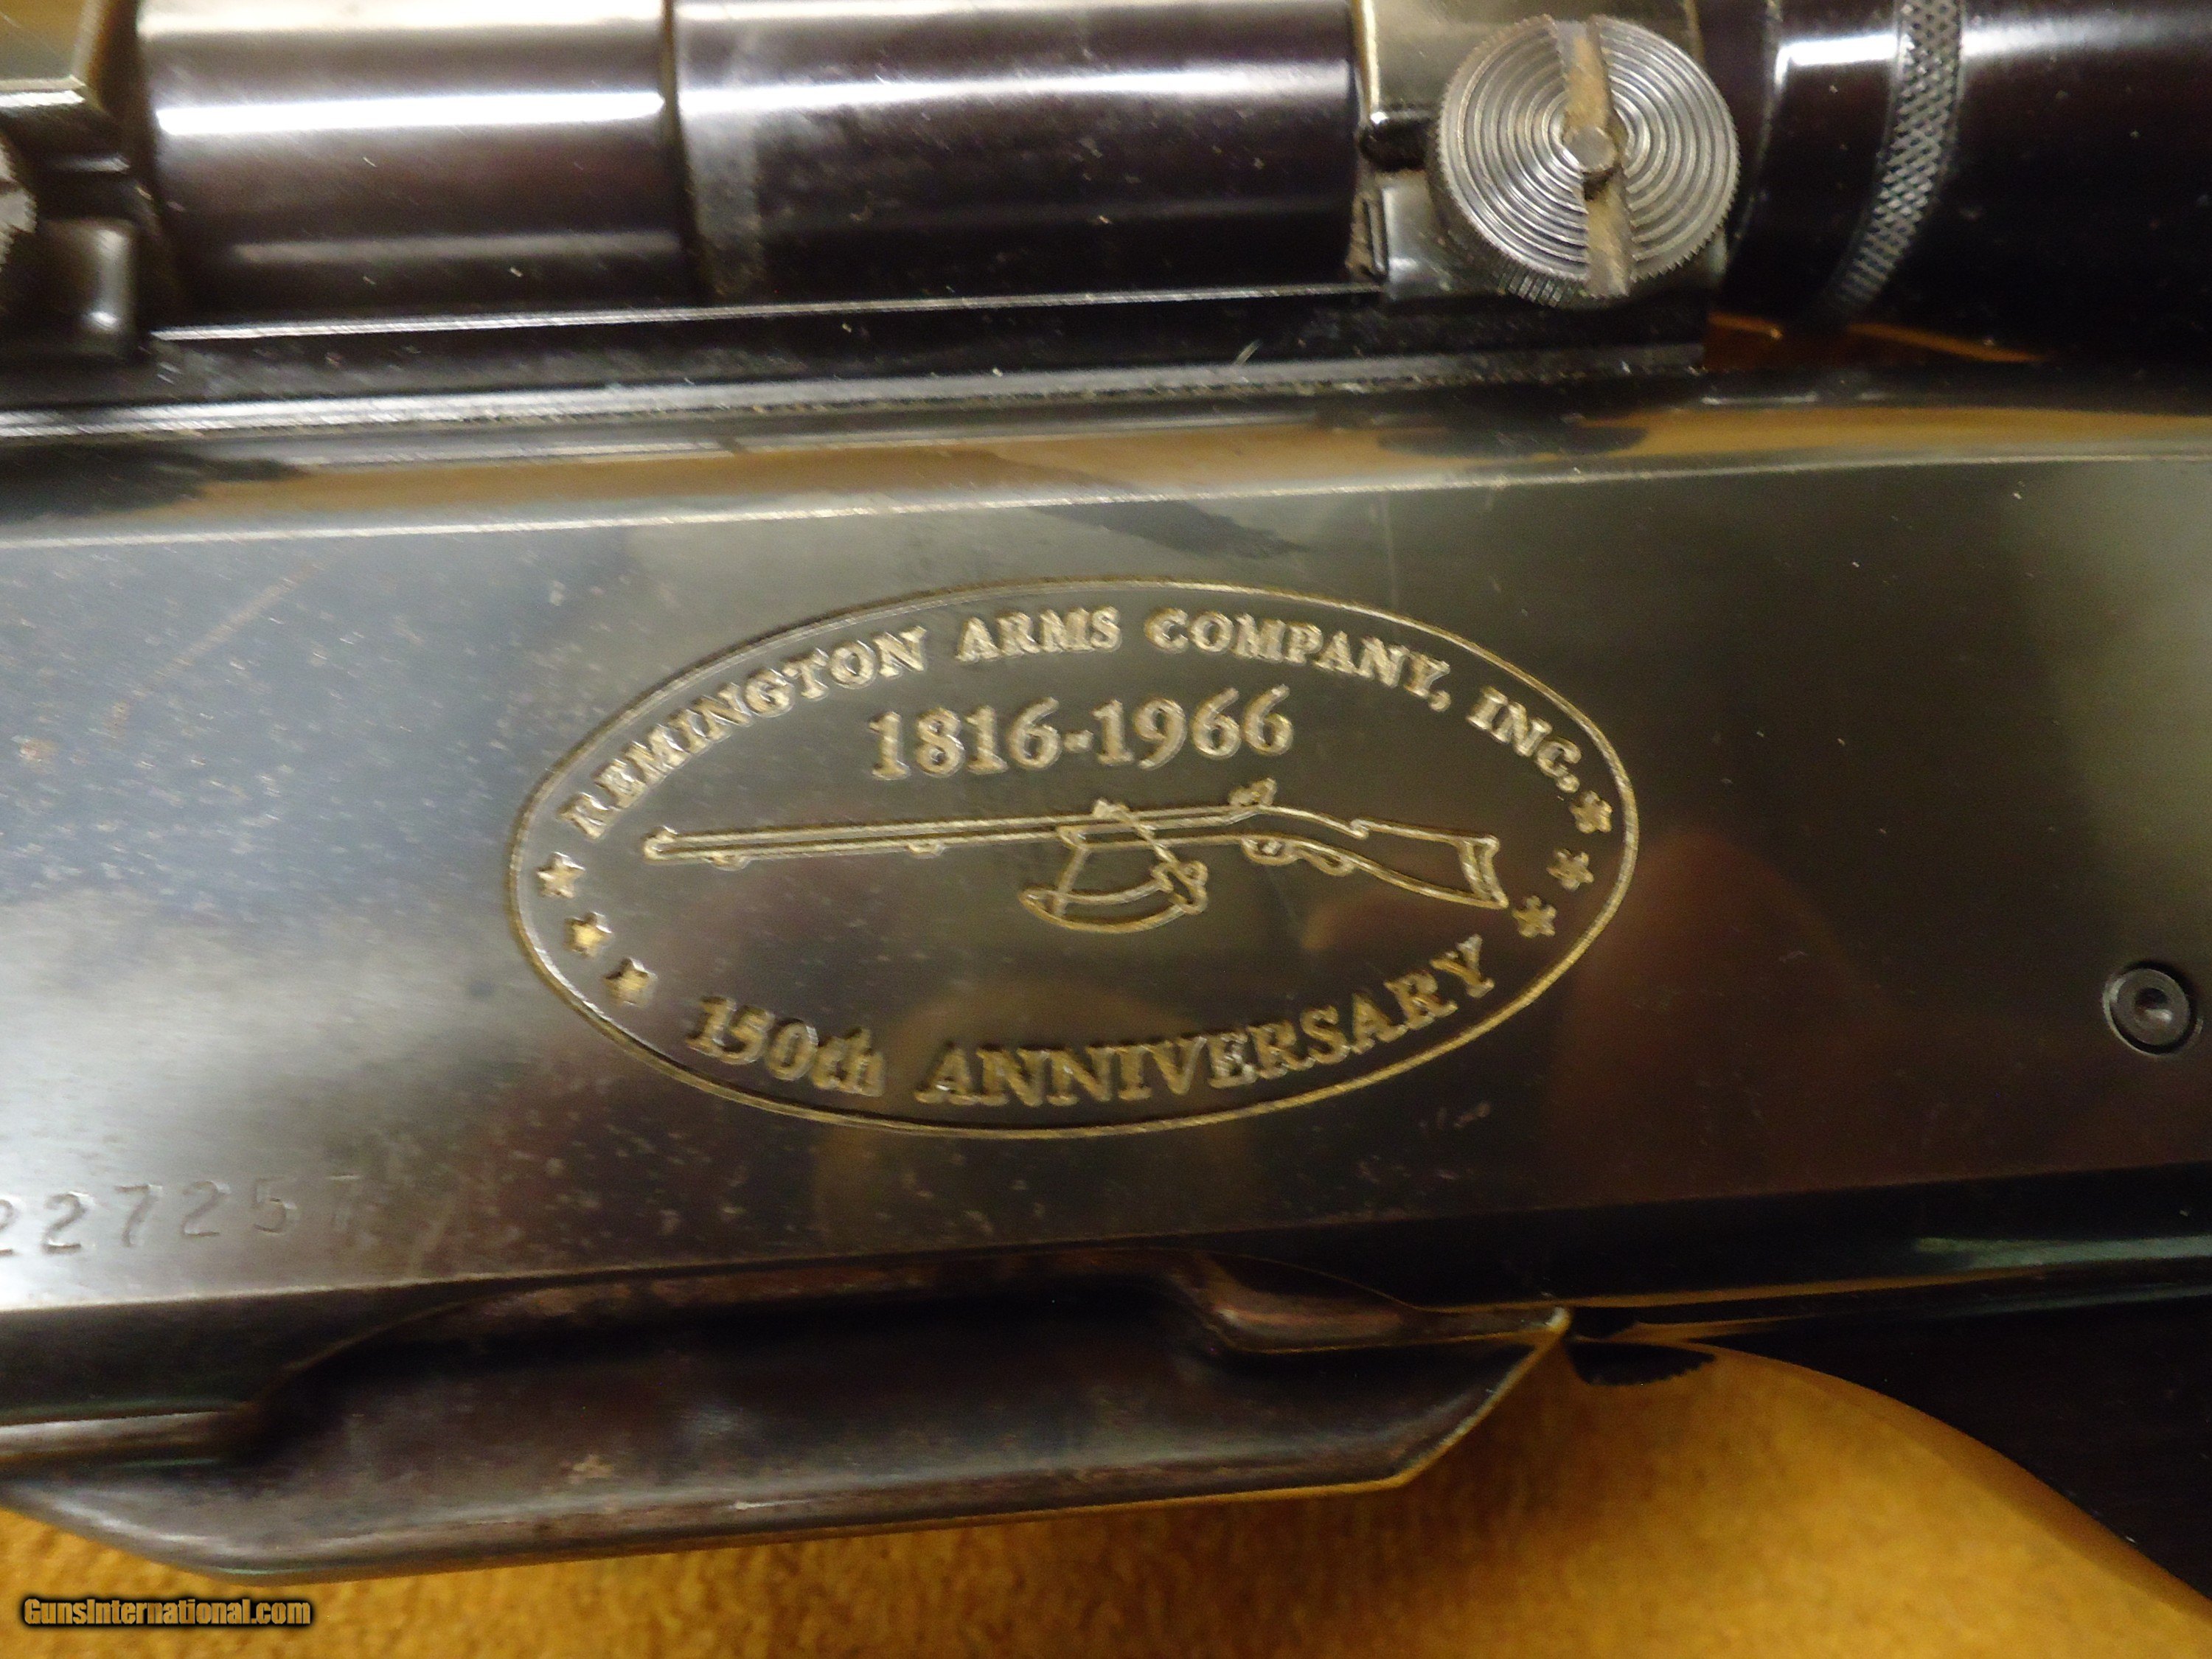 REMINGTON ARMS COMPANY, INC.
1816-1966
150th ANNIVERSARY
227257
GunsInternational.com